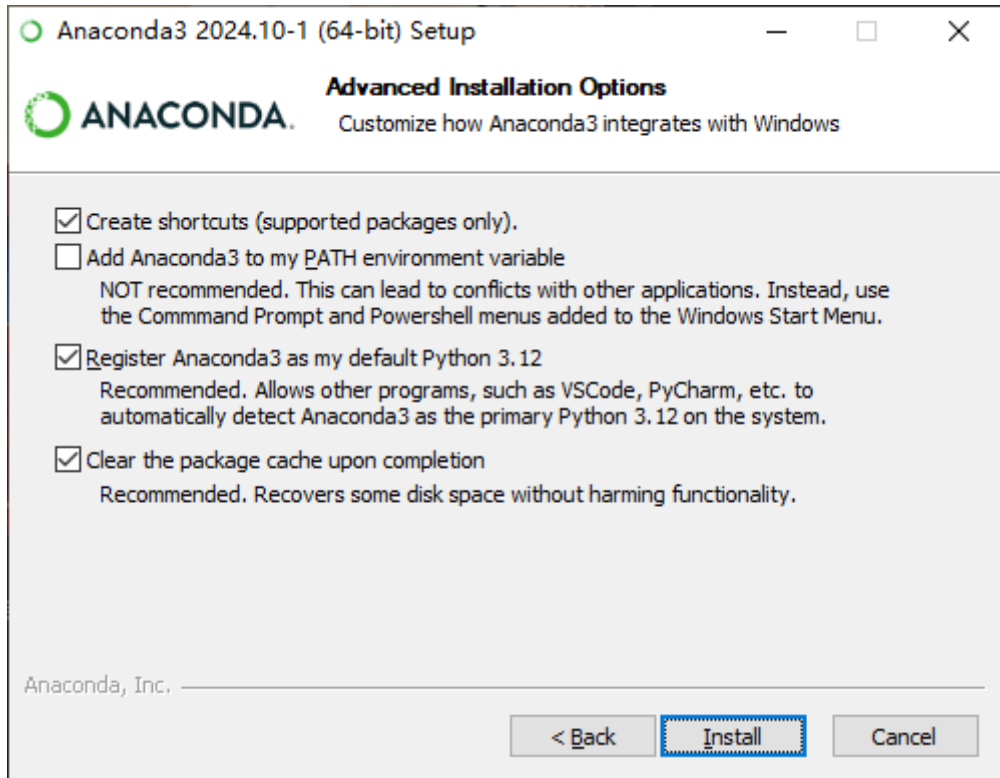 Anaconda3 2024.10-1 (64-bit) Setup
ANACONDA.
Advanced Installation Options
Customize how Anaconda3 integrates with Windows
Create shortcuts (supported packages only).
Add Anaconda3 to my PATH environment variable
NOT recommended. This can lead to conflicts with other applications. Instead, use
the Commmand Prompt and Powershell menus added to the Windows Start Menu.
Register Anaconda3 as my default Python 3.12
Recommended. Allows other programs, such as VSCode, PyCharm, etc. to
automatically detect Anaconda3 as the primary Python 3.12 on the system.
Clear the package cache upon completion
Recommended. Recovers some disk space without harming functionality.
Anaconda, Inc.
< Back
Install
Cancel